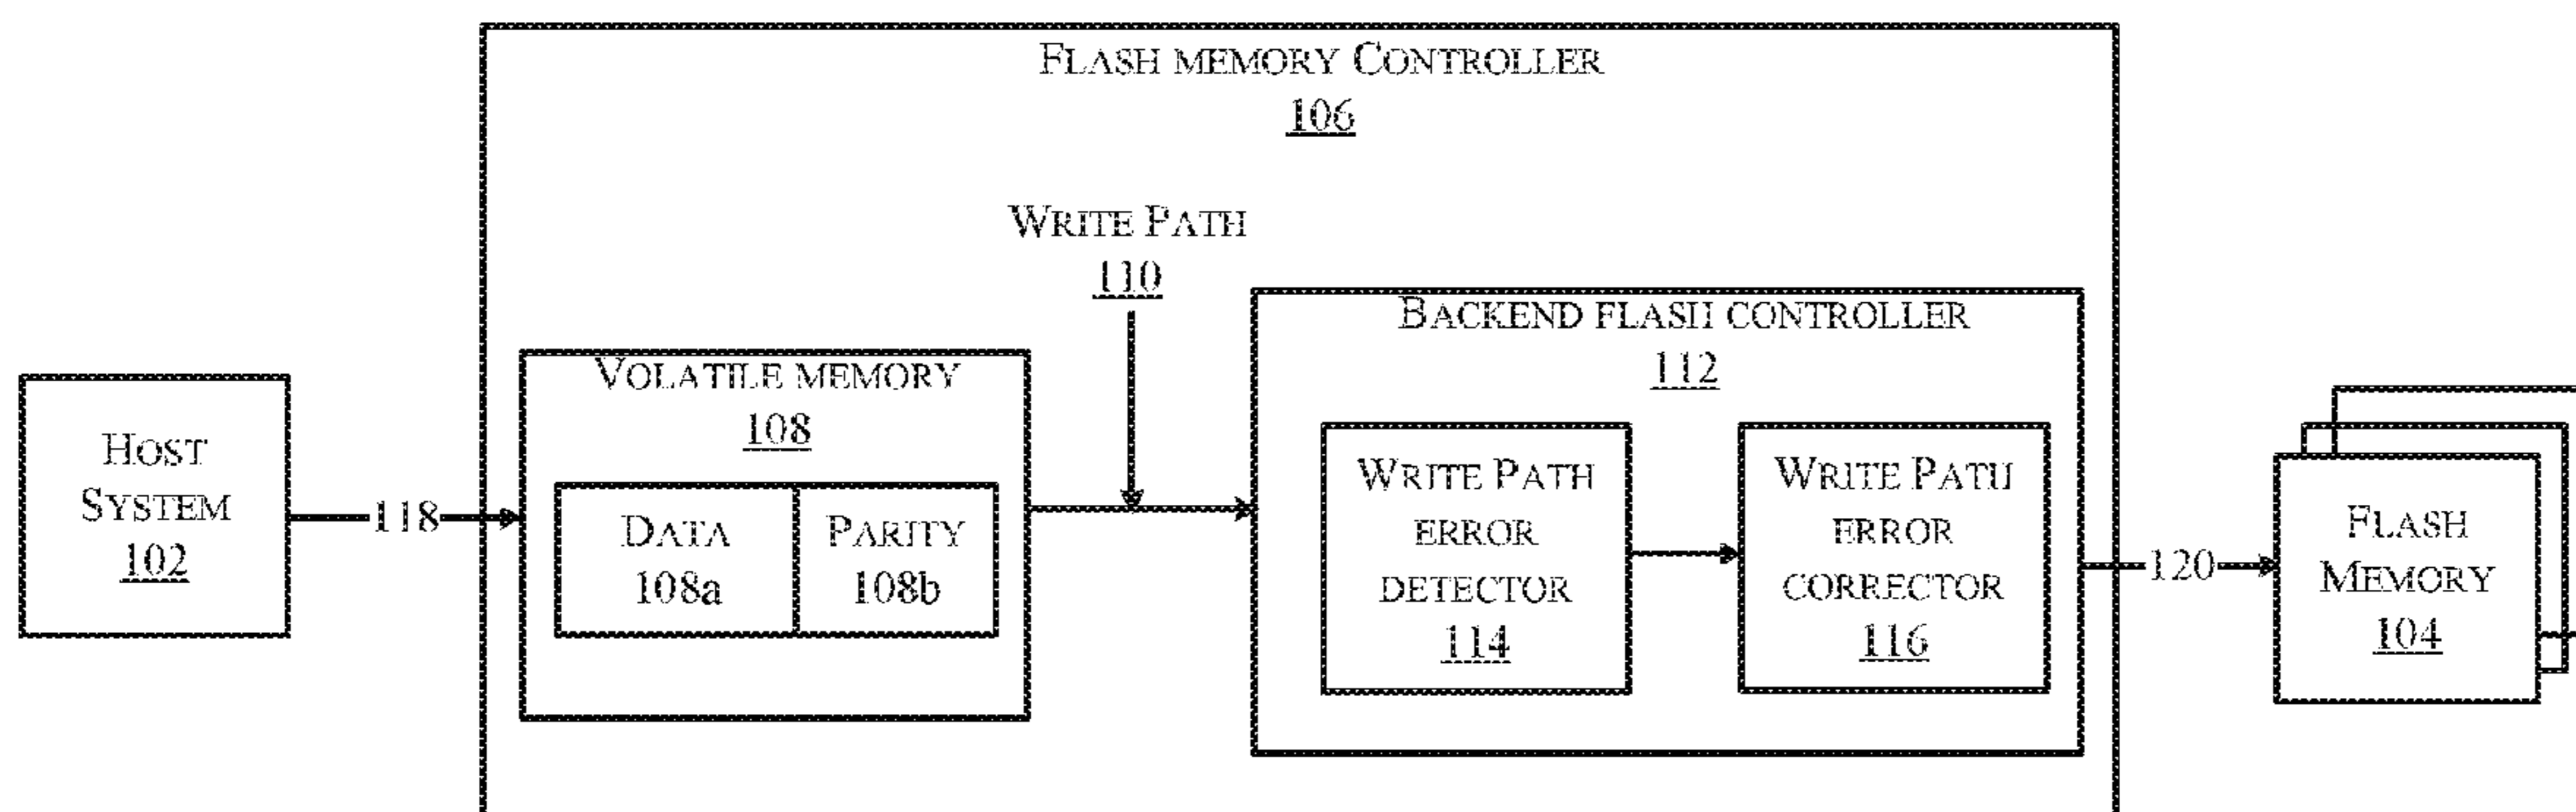 FLASH MEMORY CONTROLLER
106
WRITE PATH
110
HOST
SYSTEM
102
118
VOLATILE MEMORY
108
DATA
108a
PARITY
108b
BACKEND FLASH CONTROLLER
112
WRITE PATH
ERROR
DETECTOR
114
WRITE PATH
ERROR
CORRECTOR
116
120
FLASH
MEMORY
104